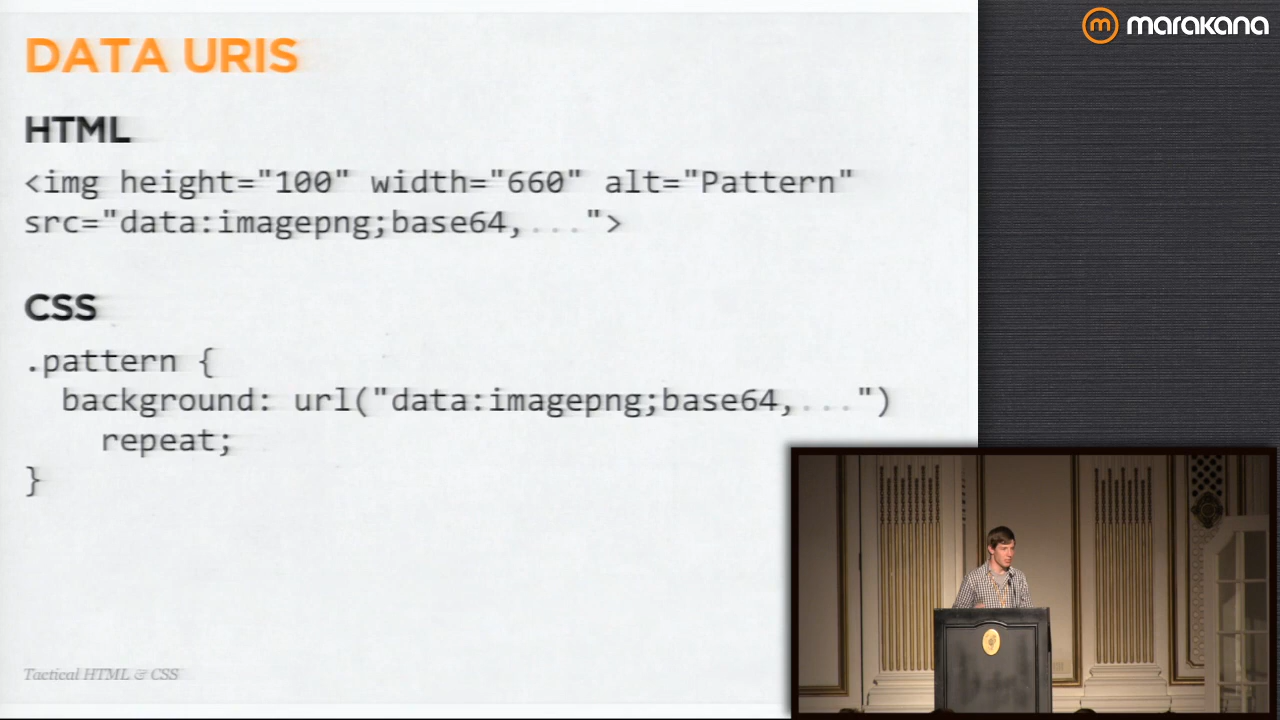 DATA URIS
marakana
HTML
<img height="100" width="660" alt="Pattern"
src="data:imagepng;base64,...">
CSS
.pattern {
  background: url("data:imagepng;base64,...")
    repeat;
}
Tactical HTML & CSS